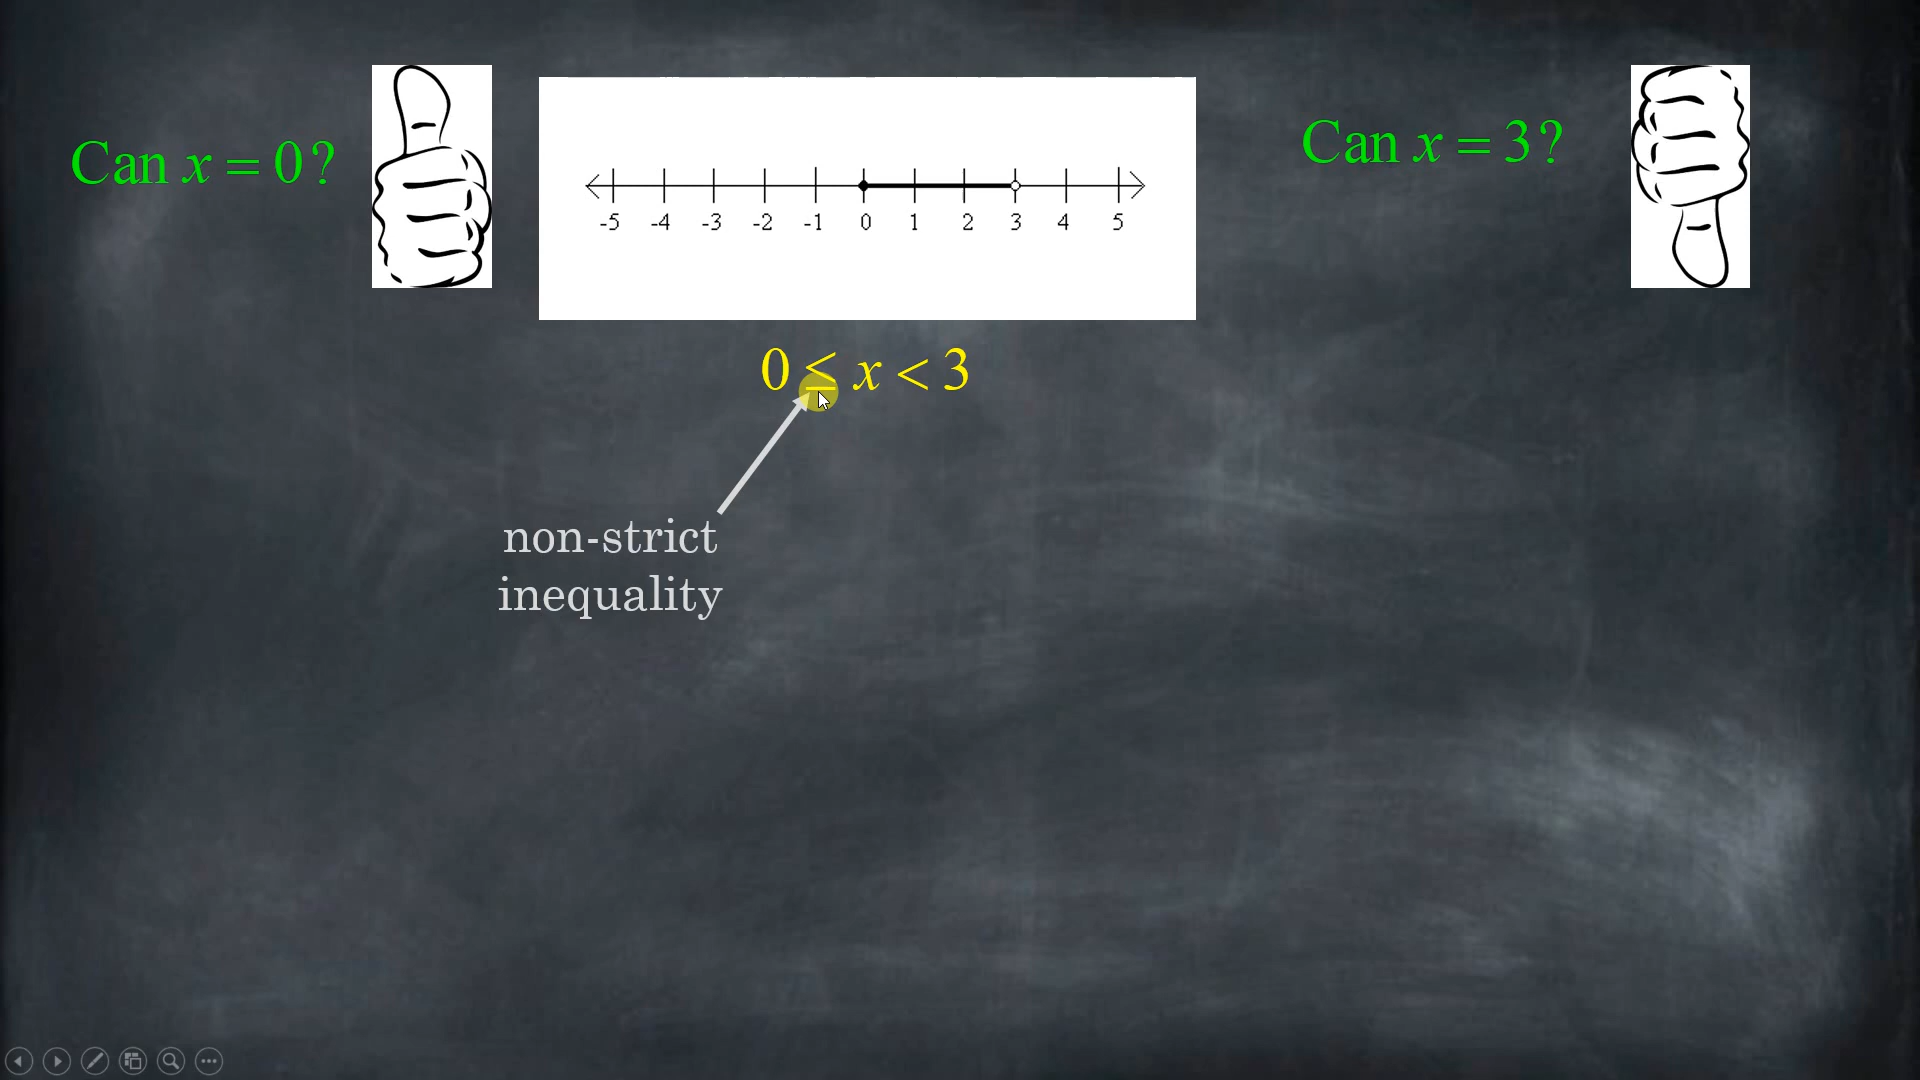 Can x = 0?
-5 -4 -3 -2 -1 0 1 2 3 4 5
Can x = 3?
0 ≤ x < 3
non-strict
inequality